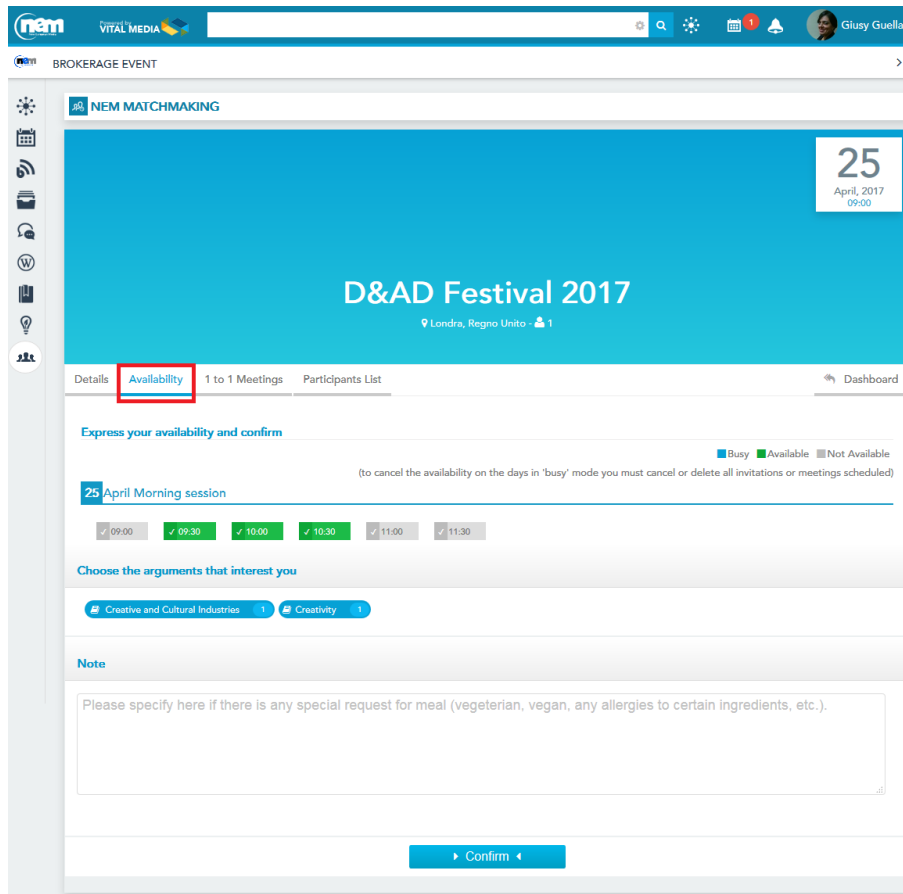 nem
Powered by
VITAL MEDIA
1
Giusy Guella
nem
BROKERAGE EVENT
NEM MATCHMAKING
25
April, 2017
09:00
D&AD Festival 2017
Londra, Regno Unito - 1
Details Availability 1 to 1 Meetings Participants List Dashboard
Express your availability and confirm
Busy Available Not Available
(to cancel the availability on the days in 'busy' mode you must cancel or delete all invitations or meetings scheduled)
25 April Morning session
✓ 09:00 ✓ 09:30 ✓ 10:00 ✓ 10:30 ✓ 11:00 ✓ 11:30
Choose the arguments that interest you
Creative and Cultural Industries 1 Creativity 1
Note
Please specify here if there is any special request for meal (vegeterian, vegan, any allergies to certain ingredients, etc.).
Confirm